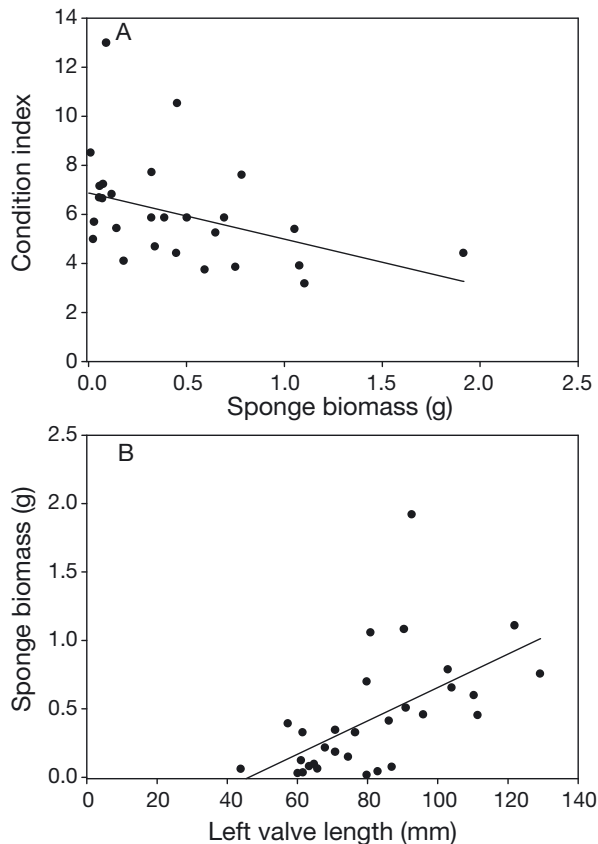 A
14
12
10
8
6
4
2
0
Condition index
0.0 0.5 1.0 1.5 2.0 2.5
Sponge biomass (g)
B
2.5
2.0
1.5
1.0
0.5
0.0
Sponge biomass (g)
0 20 40 60 80 100 120 140
Left valve length (mm)